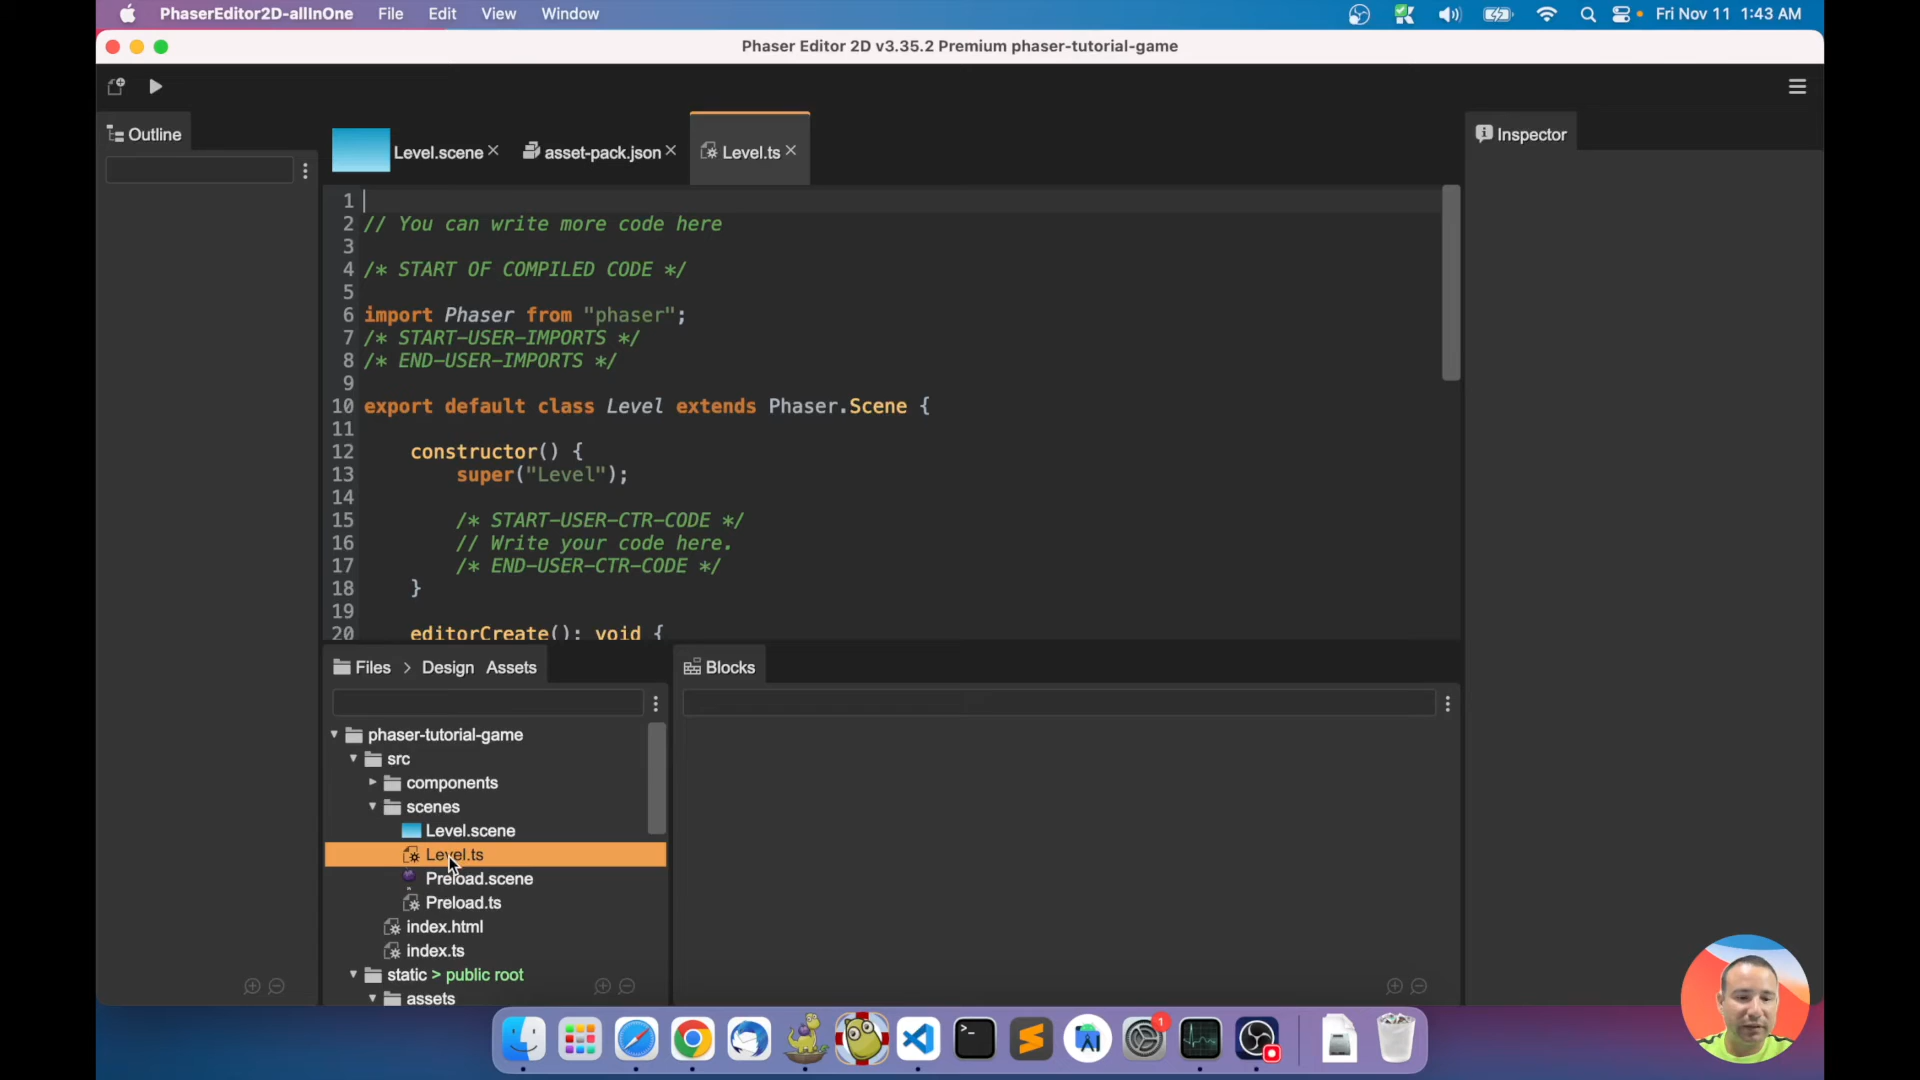 PhaserEditor2D-allInOne File Edit View Window
Fri Nov 11 1:43 AM
Phaser Editor 2D v3.35.2 Premium phaser-tutorial-game
Outline
Level.scene
asset-pack.json
Level.ts
Inspector
1
2 // You can write more code here
3
4 /* START OF COMPILED CODE */
5
6 import Phaser from "phaser";
7 /* START-USER-IMPORTS */
8 /* END-USER-IMPORTS */
9
10 export default class Level extends Phaser.Scene {
11
12 constructor() {
13 super("Level");
14
15 /* START-USER-CTR-CODE */
16 // Write your code here.
17 /* END-USER-CTR-CODE */
18 }
19
20 editorCreate(): void {
Files > Design Assets
Blocks
phaser-tutorial-game
src
components
scenes
Level.scene
Level.ts
Preload.scene
Preload.ts
index.html
index.ts
static > public root
assets
1